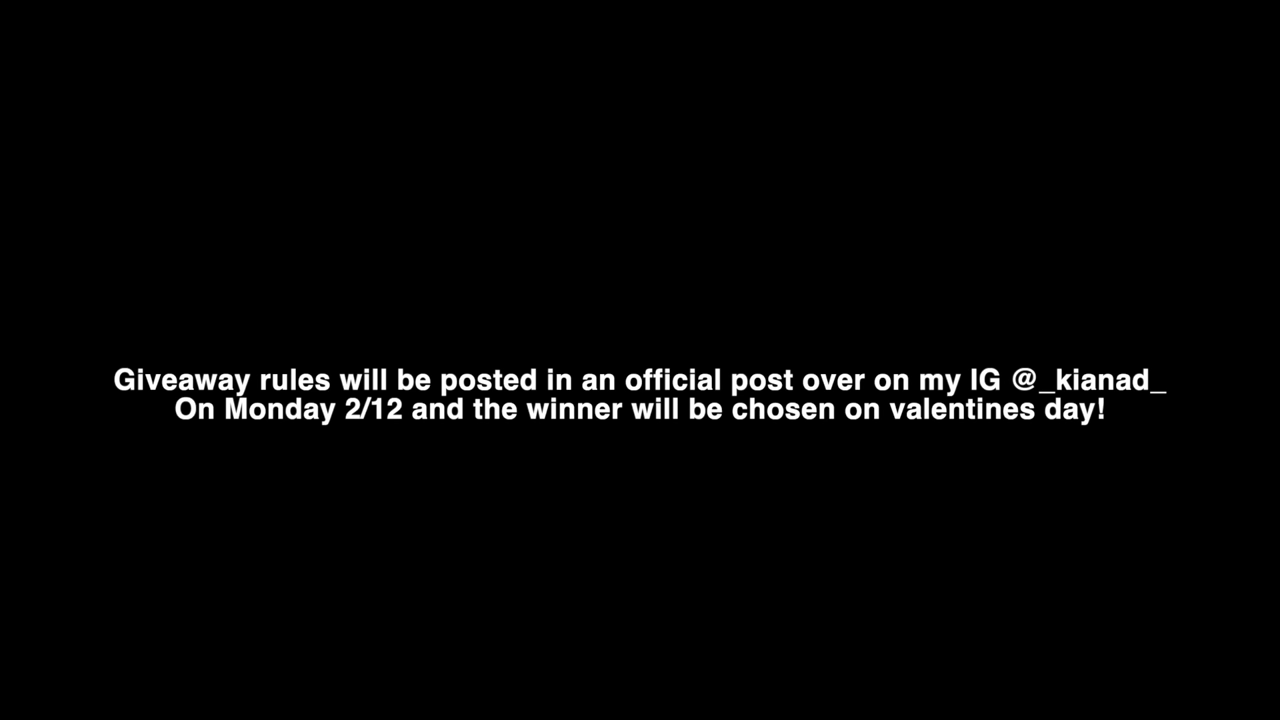 Giveaway rules will be posted in an official post over on my IG @_kianad_
On Monday 2/12 and the winner will be chosen on valentines day!